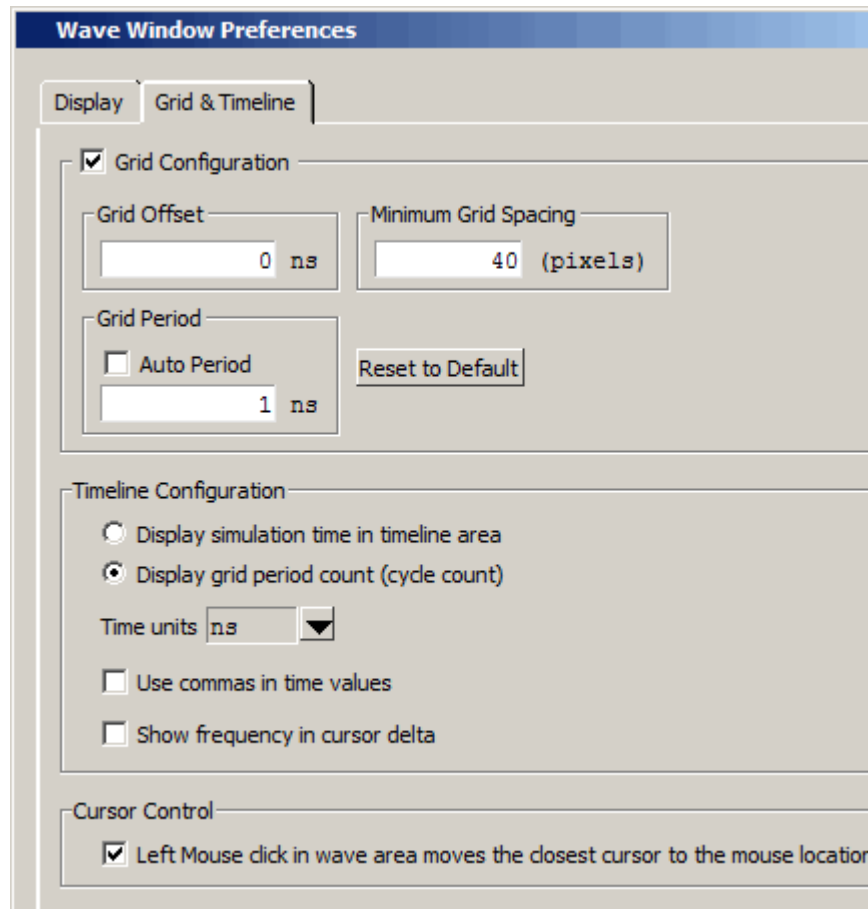 Wave Window Preferences
Display Grid & Timeline
Grid Configuration
Grid Offset Minimum Grid Spacing
0 ns 40 (pixels)
Grid Period
Auto Period
Reset to Default
1 ns
Timeline Configuration
Display simulation time in timeline area
Display grid period count (cycle count)
Time units ns
Use commas in time values
Show frequency in cursor delta
Cursor Control
Left Mouse click in wave area moves the closest cursor to the mouse location